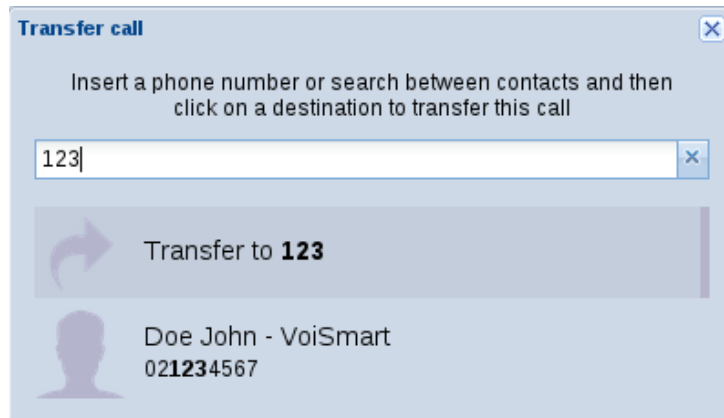 Transfer call
Insert a phone number or search between contacts and then
click on a destination to transfer this call
123
Transfer to 123
Doe John - VoiSmart
021234567